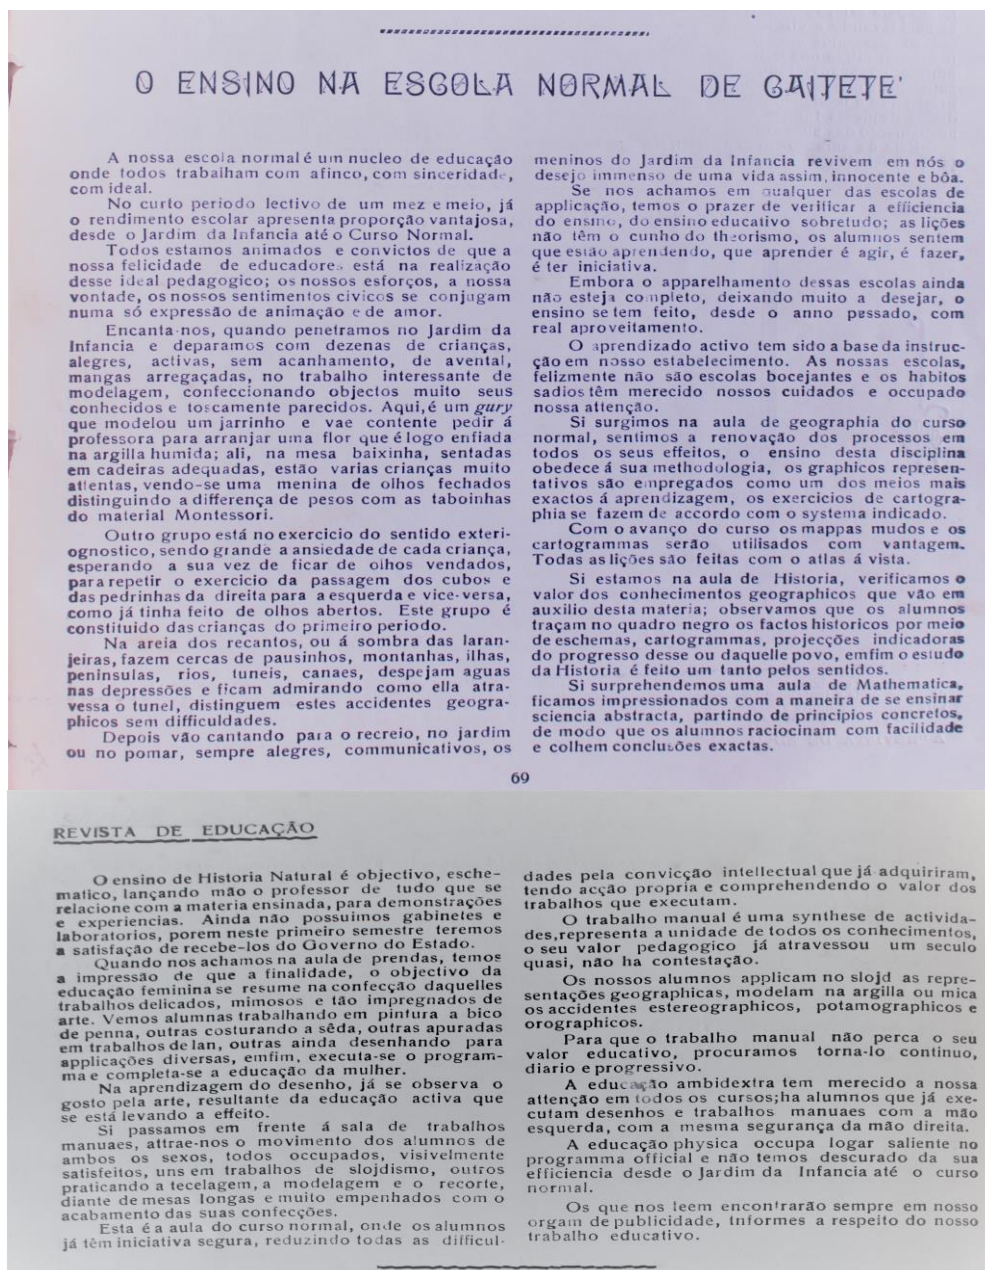 O ENSINO NA ESCOLA NORMAL DE CAITETE'
A nossa escola normal é um nucleo de educação
onde todos trabalham com afinco, com sinceridade,
com ideal.
No curto periodo lectivo de um mez e meio, já
o rendimento escolar apresenta proporção vantajosa,
desde o Jardim da Infancia até o Curso Normal.
Todos estamos animados e convictos de que a
nossa felicidade de educadores está na realização
desse ideal pedagogico; os nossos esforços, a nossa
vontade, os nossos sentimentos civicos se conjugam
numa só expressão de animação e de amor.
Encanta-nos, quando penetramos no Jardim da
Infancia e deparamos com dezenas de crianças,
alegres, activas, sem acanhamento, de avental,
mangas arregaçadas, no trabalho interessante de
modelagem, confeccionando objectos muito seus
conhecidos e toscamente parecidos. Aqui, é um gury
que modelou um jarrinho e vae contente pedir á
professora para arranjar uma flor que é logo enfiada
na argilla humida; ali, na mesa baixinha, sentadas
em cadeiras adequadas, estão varias crianças muito
attentas, vendo-se uma menina de olhos fechados
distinguindo a differença de pesos com as taboinhas
do material Montessori.
Outro grupo está no exercicio do sentido exteri-
ognostico, sendo grande a ansiedade de cada criança,
esperando a sua vez de ficar de olhos vendados,
para repetir o exercicio da passagem dos cubos e
das pedrinhas da direita para a esquerda e vice-versa,
como já tinha feito de olhos abertos. Este grupo é
constituido das crianças do primeiro periodo.
Na areia dos recantos, ou á sombra das laran-
jeiras, fazem cercas de pausinhos, montanhas, ilhas,
peninsulas, rios, tuneis, canaes, despejam aguas
nas depressões e ficam admirando como ella atra-
vessa o tunel, distinguem estes accidentes geogra-
phicos sem difficuldades.
Depois vão cantando para o recreio, no jardim
ou no pomar, sempre alegres, communicativos, os
meninos do Jardim da Infancia revivem em nós o
desejo immenso de uma vida assim, innocente e bôa.
Se nos achamos em qualquer das escolas de
applicação, temos o prazer de verificar a efficiencia
do ensino, do ensino educativo sobretudo; as lições
não têm o cunho do theorismo, os alumnos sentem
que estão aprendendo, que aprender é agir, é fazer,
é ter iniciativa.
Embora o apparelhamento dessas escolas ainda
não esteja completo, deixando muito a desejar, o
ensino se tem feito, desde o anno pessado, com
real aproveitamento.
O aprendizado activo tem sido a base da instruc-
ção em nosso estabelecimento. As nossas escolas,
felizmente não são escolas bocejantes e os habitos
sadios têm merecido nossos cuidados e occupado
nossa attenção.
Si surgimos na aula de geographia do curso
normal, sentimos a renovação dos processos em
todos os seus effeitos, o ensino desta disciplina
obedece á sua methodologia, os graphicos represen-
tativos são empregados como um dos meios mais
exactos á aprendizagem, os exercicios de cartogra-
phia se fazem de accordo com o systema indicado.
Com o avanço do curso os mappas mudos e os
cartogrammas serão utilisados com vantagem.
Todas as lições são feitas com o atlas á vista.
Si estamos na aula de Historia, verificamos o
valor dos conhecimentos geographicos que vão em
auxilio desta materia; observamos que os alumnos
traçam no quadro negro os factos historicos por meio
de eschemas, cartogrammas, projecções indicadoras
do progresso desse ou daquelle povo, emfim o estudo
da Historia é feito um tanto pelos sentidos.
Si surprehendemos uma aula de Mathematica,
ficamos impressionados com a maneira de se ensinar
sciencia abstracta, partindo de principios concretos,
de modo que os alumnos raciocinam com facilidade
e colhem conclusões exactas.
69
REVISTA DE EDUCAÇÃO
O ensino de Historia Natural é objectivo, esche-
matico, lançando mão o professor de tudo que se
relacione com a materia ensinada, para demonstrações
e experiencias. Ainda não possuimos gabinetes e
laboratorios, porem neste primeiro semestre teremos
a satisfação de recebe-los do Governo do Estado.
Quando nos achamos na aula de prendas, temos
a impressão de que a finalidade, o objectivo da
educação feminina se resume na confecção daquelles
trabalhos delicados, mimosos e tão impregnados de
arte. Vemos alumnas trabalhando em pintura a bico
de penna, outras costurando a sêda, outras apuradas
em trabalhos de lan, outras ainda desenhando para
applicações diversas, emfim, executa-se o program-
ma e completa-se a educação da mulher.
Na aprendizagem do desenho, já se observa o
gosto pela arte, resultante da educação activa que
se está levando a effeito.
Si passamos em frente á sala de trabalhos
manuaes, attrae-nos o movimento dos alumnos de
ambos os sexos, todos occupados, visivelmente
satisfeitos, uns em trabalhos de slojdismo, outros
praticando a tecelagem, a modelagem e o recorte,
diante de mesas longas e muito empenhados com o
acabamento das suas confecções.
Esta é a aula do curso normal, onde os alumnos
já têm iniciativa segura, reduzindo todas as difficul-
dades pela convicção intellectual que já adquiriram,
tendo acção propria e comprehendendo o valor dos
trabalhos que executam.
O trabalho manual é uma synthese de activida-
des, representa a unidade de todos os conhecimentos,
o seu valor pedagogico já atravessou um seculo
quasi, não ha contestação.
Os nossos alumnos applicam no slojd as repre-
sentações geographicas, modelam na argilla ou mica
os accidentes estereographicos, potamographicos e
orographicos.
Para que o trabalho manual não perca o seu
valor educativo, procuramos torna-lo continuo,
diario e progressivo.
A educação ambidextra tem merecido a nossa
attenção em todos os cursos; ha alumnos que já exe-
cutam desenhos e trabalhos manuaes com a mão
esquerda, com a mesma segurança da mão direita.
A educação physica occupa logar saliente no
programma official e não temos descurado da sua
efficiencia desde o Jardim da Infancia até o curso
normal.
Os que nos leem encontrarão sempre em nosso
orgam de publicidade, informes a respeito do nosso
trabalho educativo.